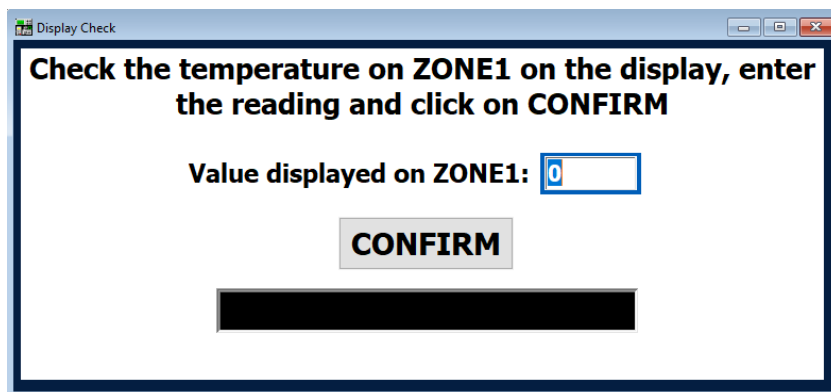 Display Check
Check the temperature on ZONE1 on the display, enter
the reading and click on CONFIRM
Value displayed on ZONE1: 0
CONFIRM